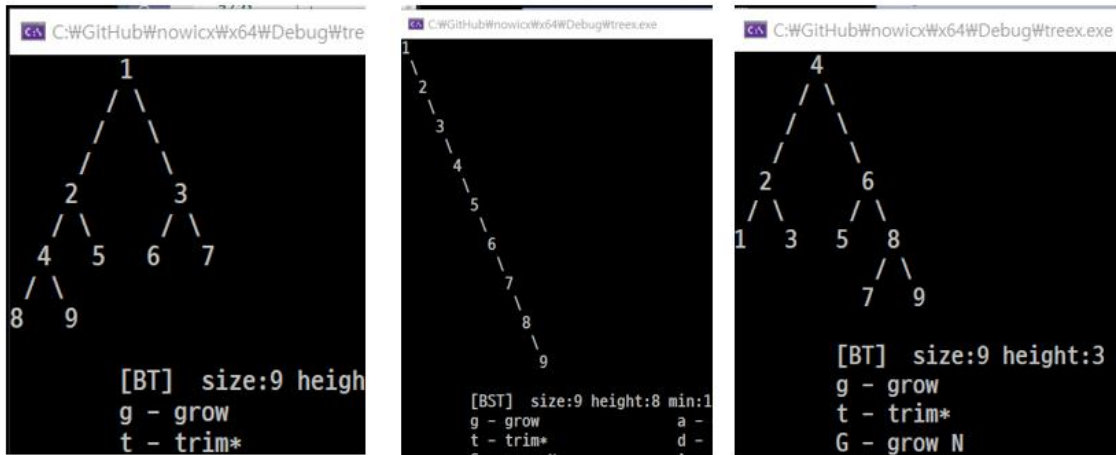 C:\GitHub\nowicx\x64\Debug\tre
1
2 3
4 5 6 7
8 9
[BT] size:9 heigh
g - grow
t - trim*
C:₩GitHub₩nowicx₩x64₩Debug₩treex.exe
1
2
3
4
5
6
7
8
9
[BST] size:9 height:8 min:1
g - grow a -
t - trim* d -
C:₩GitHub₩nowicx₩x64₩Debug₩treex.exe
4
2 6
1 3 5 8
7 9
[BT] size:9 height:3
g - grow
t - trim*
G - grow N